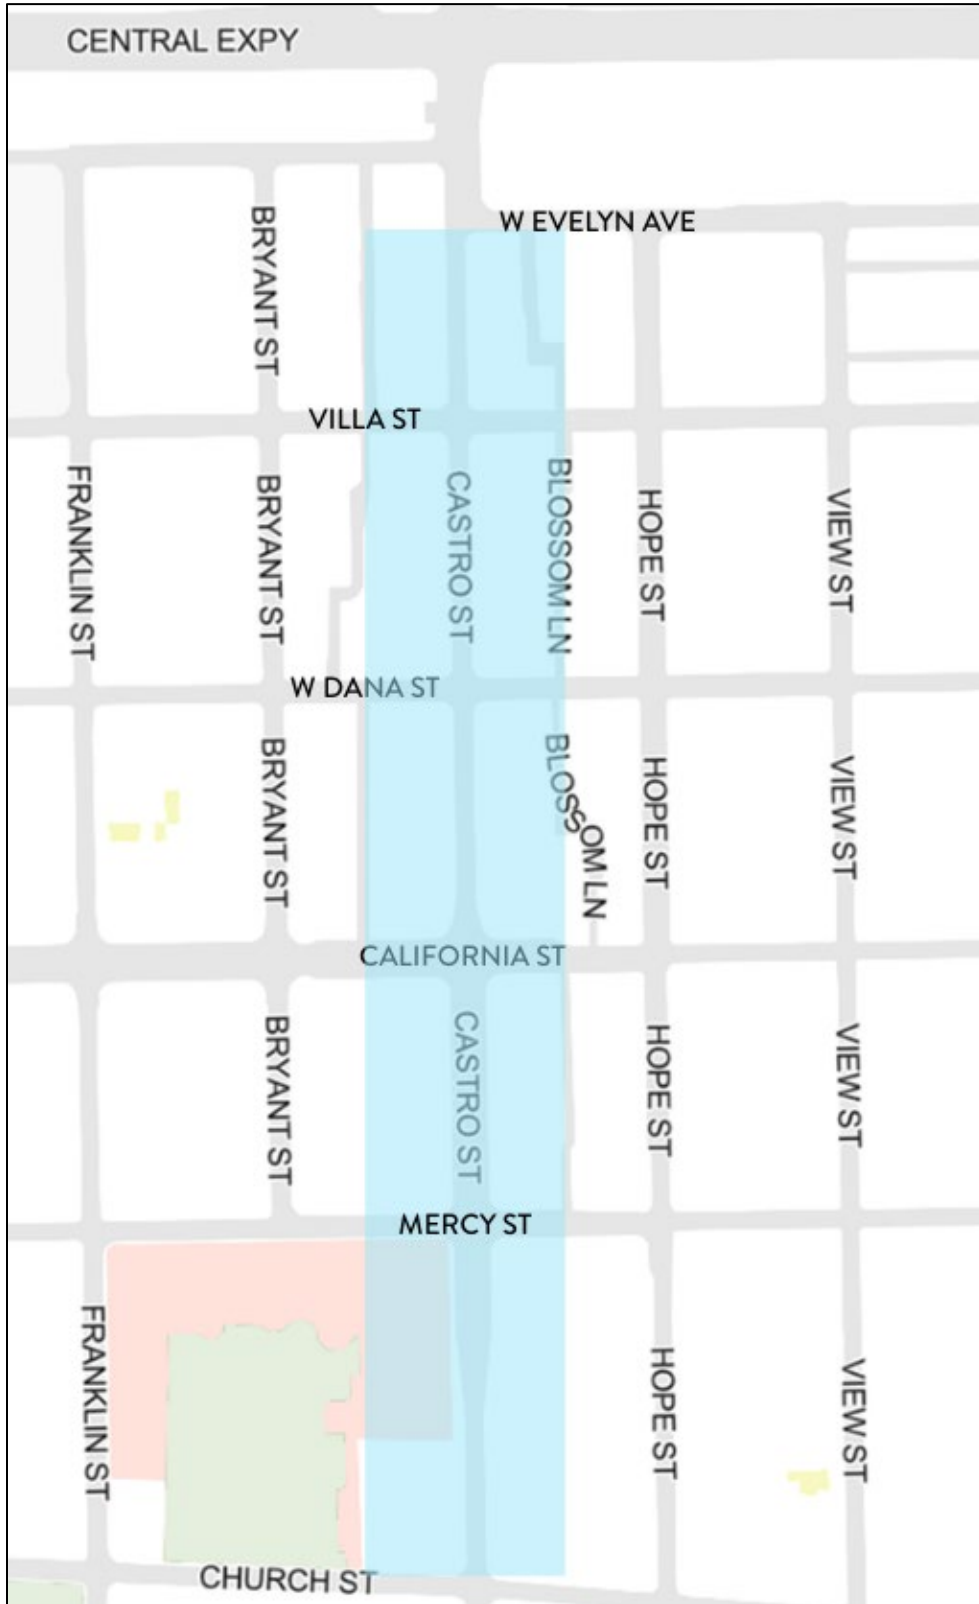 CENTRAL EXPY
W EVELYN AVE
BRYANT ST
VILLA ST
FRANKLIN ST
BRYANT ST
CASTRO ST
BLOSSOM LN
HOPE ST
VIEW ST
W DANA ST
BRYANT ST
BLOSSOM LN
HOPE ST
VIEW ST
CALIFORNIA ST
BRYANT ST
CASTRO ST
HOPE ST
VIEW ST
MERCY ST
FRANKLIN ST
HOPE ST
VIEW ST
CHURCH ST